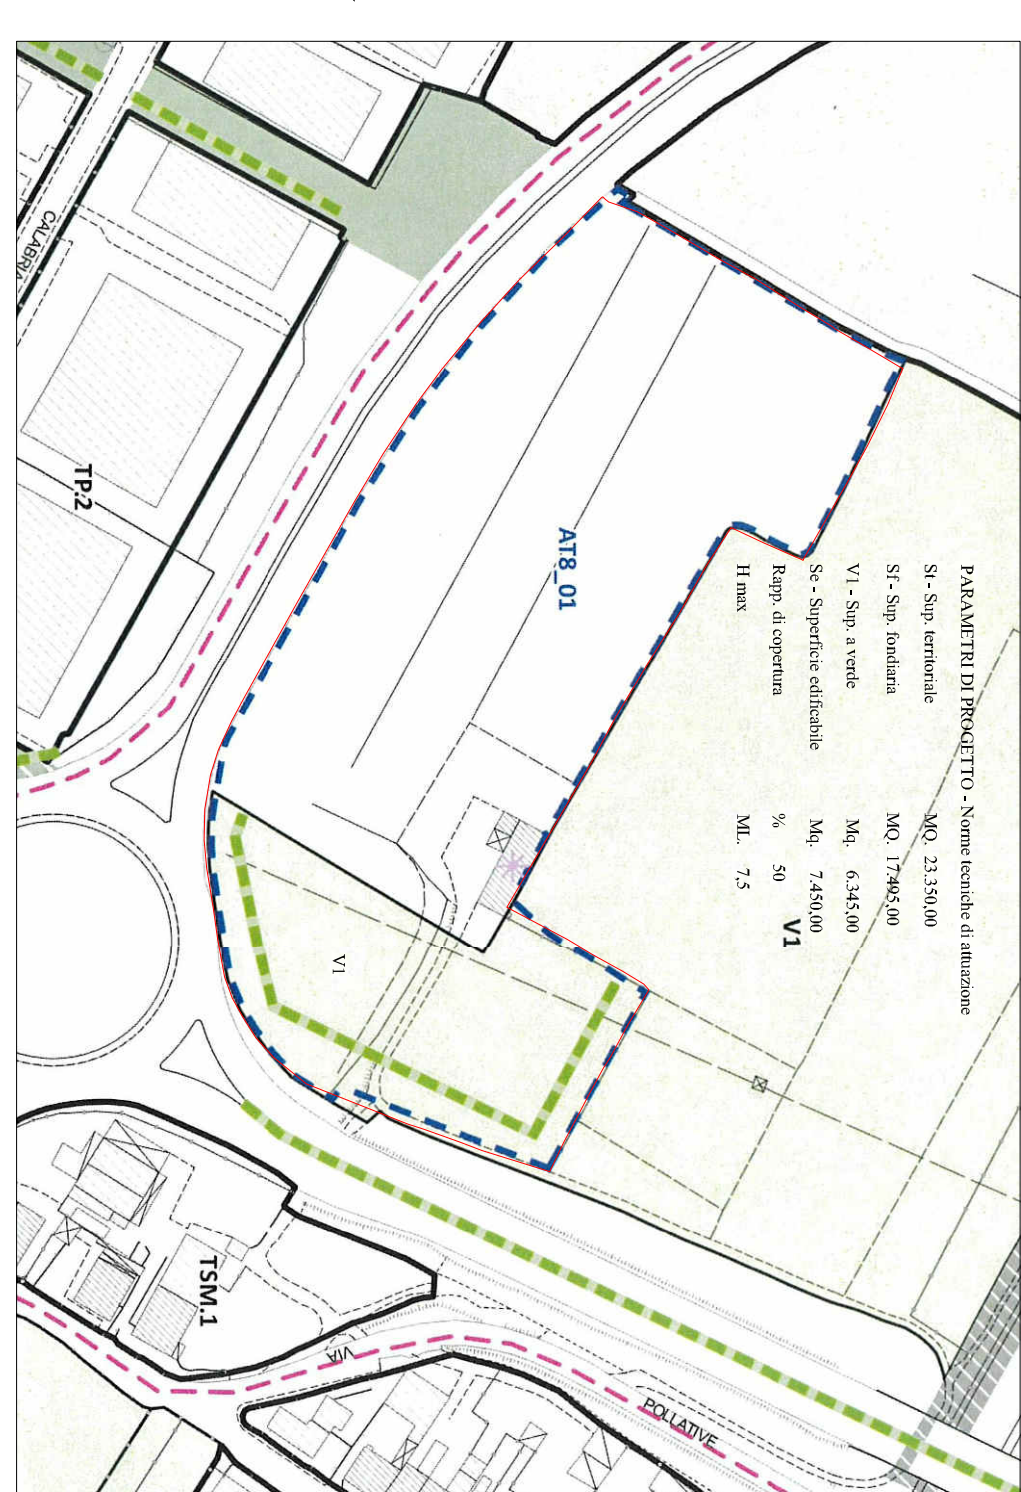 PARAMETRI DI PROGETTO - Norme tecniche di attuazione
St - Sup. territoriale MQ. 23.350,00
Sf - Sup. fondiaria MQ. 17.495,00
V1 - Sup. a verde Mq. 6.345,00
Se - Superficie edificabile Mq. 7.450,00
Rapp. di copertura % 50
H max ML. 7,5
V1
AT8_01
V1
CALABRIA
TP.2
TSM.1
VIA
POLLATIVE